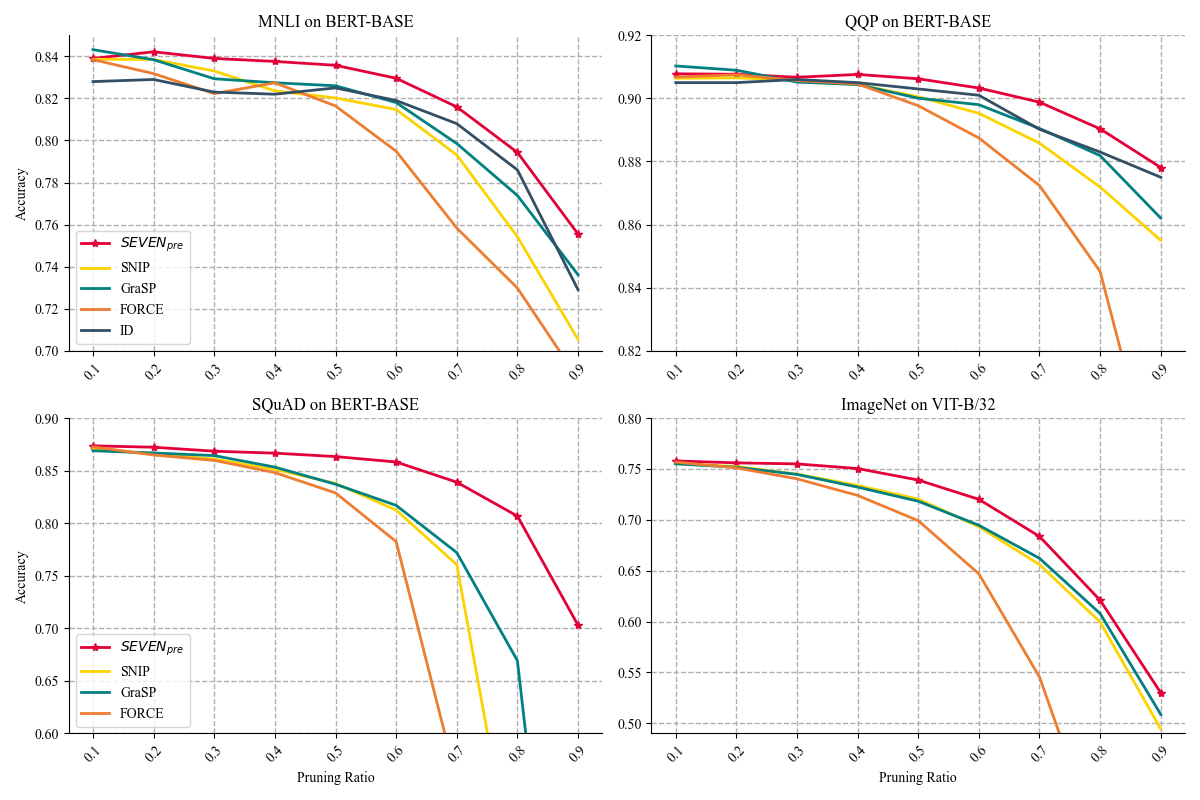 MNLI on BERT-BASE
Accuracy
0.84
0.82
0.80
0.78
0.76
0.74
0.72
0.70
SEVEN_pre
SNIP
GraSP
FORCE
ID
0.1 0.2 0.3 0.4 0.5 0.6 0.7 0.8 0.9
QQP on BERT-BASE
0.92
0.90
0.88
0.86
0.84
0.82
0.1 0.2 0.3 0.4 0.5 0.6 0.7 0.8 0.9
SQuAD on BERT-BASE
Accuracy
0.90
0.85
0.80
0.75
0.70
0.65
0.60
SEVEN_pre
SNIP
GraSP
FORCE
0.1 0.2 0.3 0.4 0.5 0.6 0.7 0.8 0.9
Pruning Ratio
ImageNet on VIT-B/32
0.80
0.75
0.70
0.65
0.60
0.55
0.50
0.1 0.2 0.3 0.4 0.5 0.6 0.7 0.8 0.9
Pruning Ratio